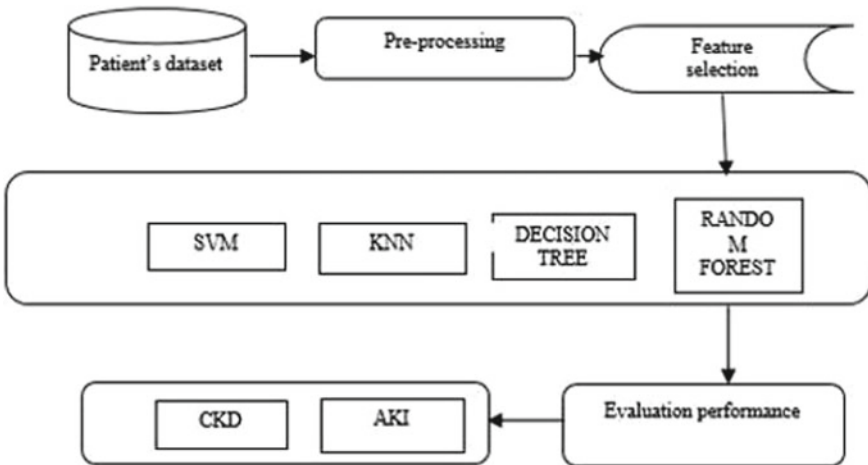 Patient's dataset
Pre-processing
Feature
selection
SVM
KNN
DECISION
TREE
RANDO
M
FOREST
Evaluation performance
CKD
AKI